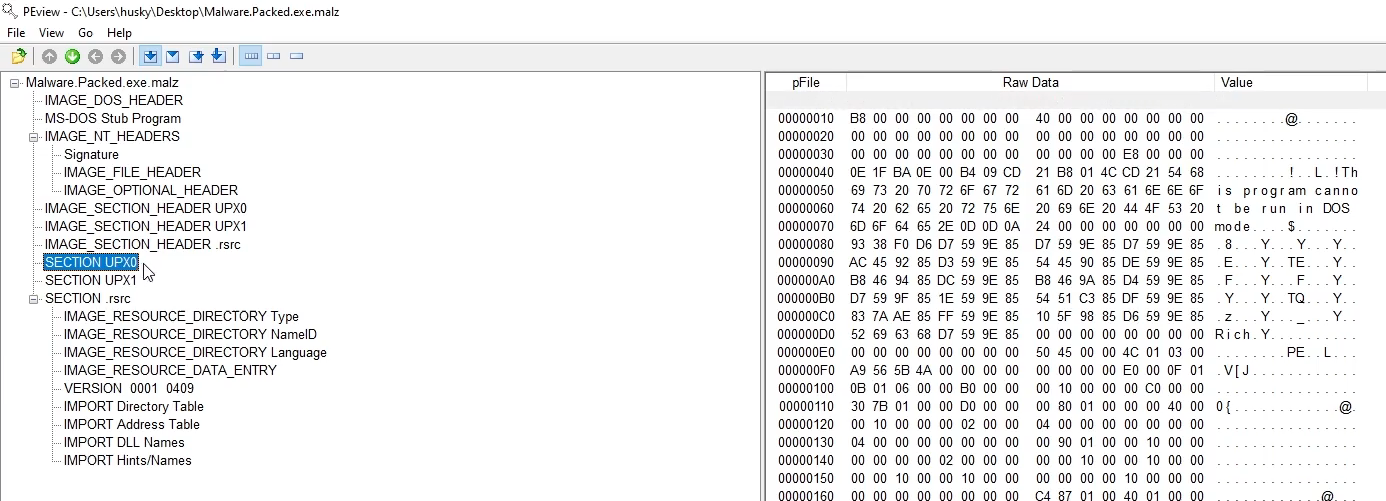 PEview - C:\Users\husky\Desktop\Malware.Packed.exe.malz
File View Go Help
Malware.Packed.exe.malz
IMAGE_DOS_HEADER
MS-DOS Stub Program
IMAGE_NT_HEADERS
Signature
IMAGE_FILE_HEADER
IMAGE_OPTIONAL_HEADER
IMAGE_SECTION_HEADER UPX0
IMAGE_SECTION_HEADER UPX1
IMAGE_SECTION_HEADER .rsrc
SECTION UPX0
SECTION UPX1
SECTION .rsrc
IMAGE_RESOURCE_DIRECTORY Type
IMAGE_RESOURCE_DIRECTORY NameID
IMAGE_RESOURCE_DIRECTORY Language
IMAGE_RESOURCE_DATA_ENTRY
VERSION 0001 0409
IMPORT Directory Table
IMPORT Address Table
IMPORT DLL Names
IMPORT Hints/Names
pFile Raw Data Value
00000010 B8 00 00 00 00 00 00 00 40 00 00 00 00 00 00 00 ........@.......
00000020 00 00 00 00 00 00 00 00 00 00 00 00 00 00 00 00 ................
00000030 00 00 00 00 00 00 00 00 00 00 00 00 E8 00 00 00 ................
00000040 0E 1F BA 0E 00 B4 09 CD 21 B8 01 4C CD 21 54 68 ........!..L.!Th
00000050 69 73 20 70 72 6F 67 72 61 6D 20 63 61 6E 6E 6F is program canno
00000060 74 20 62 65 20 72 75 6E 20 69 6E 20 44 4F 53 20 t be run in DOS
00000070 6D 6F 64 65 2E 0D 0D 0A 24 00 00 00 00 00 00 00 mode....$.......
00000080 93 38 F0 D6 D7 59 9E 85 D7 59 9E 85 D7 59 9E 85 .8...Y...Y...Y..
00000090 AC 45 92 85 D3 59 9E 85 54 45 90 85 DE 59 9E 85 .E...Y..TE...Y..
000000A0 B8 46 94 85 DC 59 9E 85 B8 46 9A 85 D4 59 9E 85 .F...Y...F...Y..
000000B0 D7 59 9F 85 1E 59 9E 85 54 51 C3 85 DF 59 9E 85 .Y...Y..TQ...Y..
000000C0 83 7A AE 85 FF 59 9E 85 10 5F 98 85 D6 59 9E 85 .z...Y..._...Y..
000000D0 52 69 63 68 D7 59 9E 85 00 00 00 00 00 00 00 00 Rich.Y..........
000000E0 00 00 00 00 00 00 00 00 50 45 00 00 4C 01 03 00 ........PE..L...
000000F0 A9 56 5B 4A 00 00 00 00 00 00 00 00 E0 00 0F 01 .V[J............
00000100 0B 01 06 00 00 B0 00 00 00 10 00 00 00 C0 00 00 ................
00000110 30 7B 01 00 00 D0 00 00 00 80 01 00 00 00 40 00 0{............@.
00000120 00 10 00 00 00 02 00 00 04 00 00 00 00 00 00 00 ................
00000130 04 00 00 00 00 00 00 00 00 90 01 00 00 10 00 00 ................
00000140 00 00 00 00 02 00 00 00 00 00 10 00 00 10 00 00 ................
00000150 00 00 10 00 00 10 00 00 00 00 00 00 10 00 00 00 ................
00000160 00 00 00 00 00 00 00 00 C4 87 01 00 40 01 00 00 ............@...